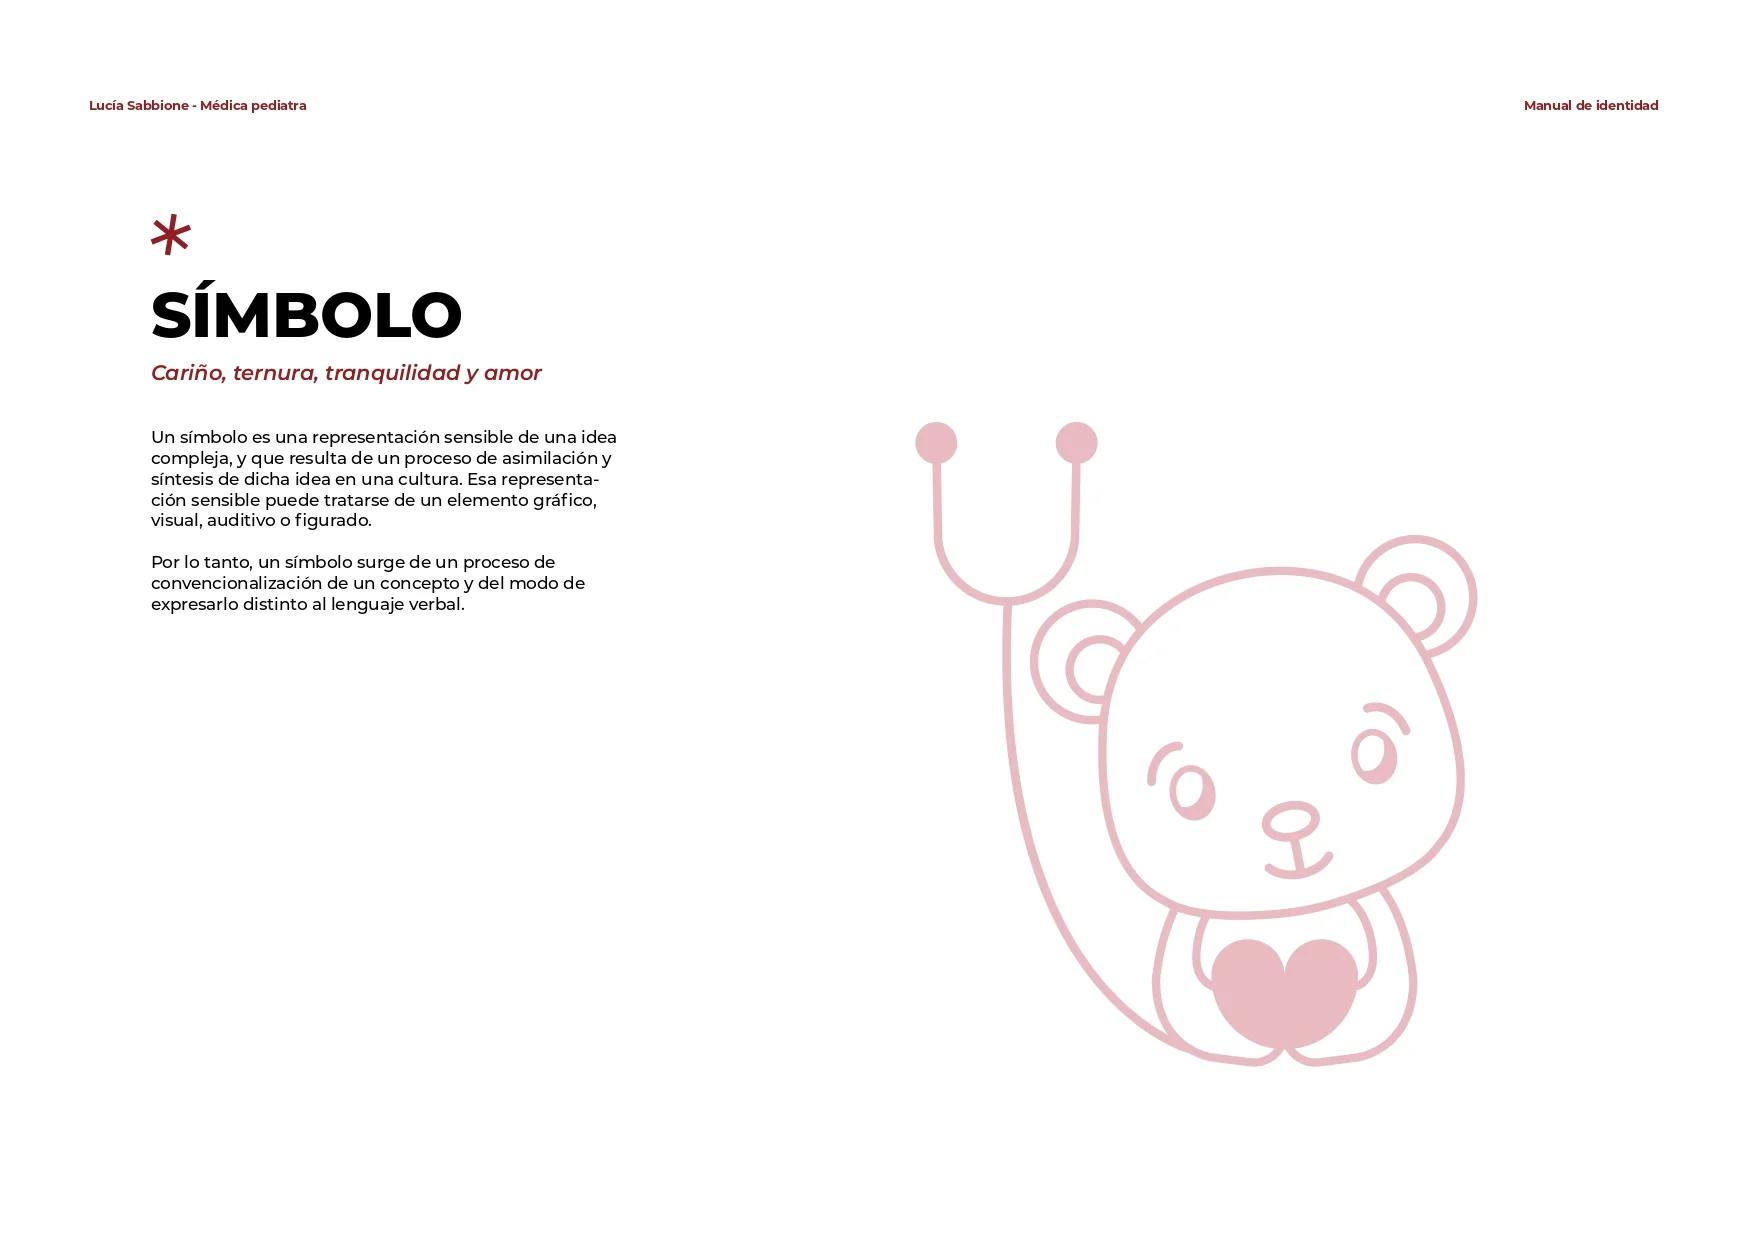 Lucía Sabbione - Médica pediatra
Manual de identidad
*
SÍMBOLO
Cariño, ternura, tranquilidad y amor
Un símbolo es una representación sensible de una idea
compleja, y que resulta de un proceso de asimilación y
síntesis de dicha idea en una cultura. Esa representa-
ción sensible puede tratarse de un elemento gráfico,
visual, auditivo o figurado.
Por lo tanto, un símbolo surge de un proceso de
convencionalización de un concepto y del modo de
expresarlo distinto al lenguaje verbal.